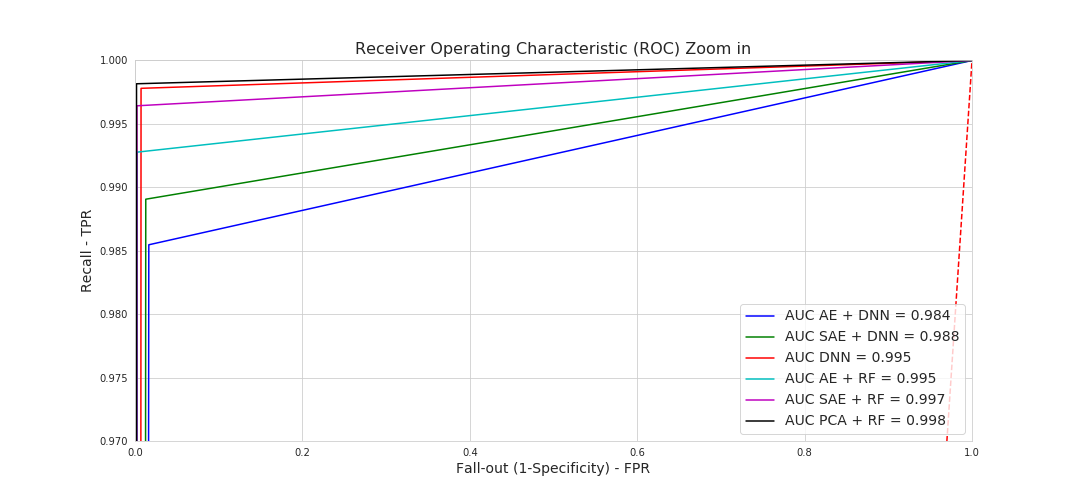 Receiver Operating Characteristic (ROC) Zoom in
1.000
0.995
0.990
0.985
0.980
0.975
0.970
Recall - TPR
AUC AE + DNN = 0.984
AUC SAE + DNN = 0.988
AUC DNN = 0.995
AUC AE + RF = 0.995
AUC SAE + RF = 0.997
AUC PCA + RF = 0.998
0.0 0.2 0.4 0.6 0.8 1.0
Fall-out (1-Specificity) - FPR